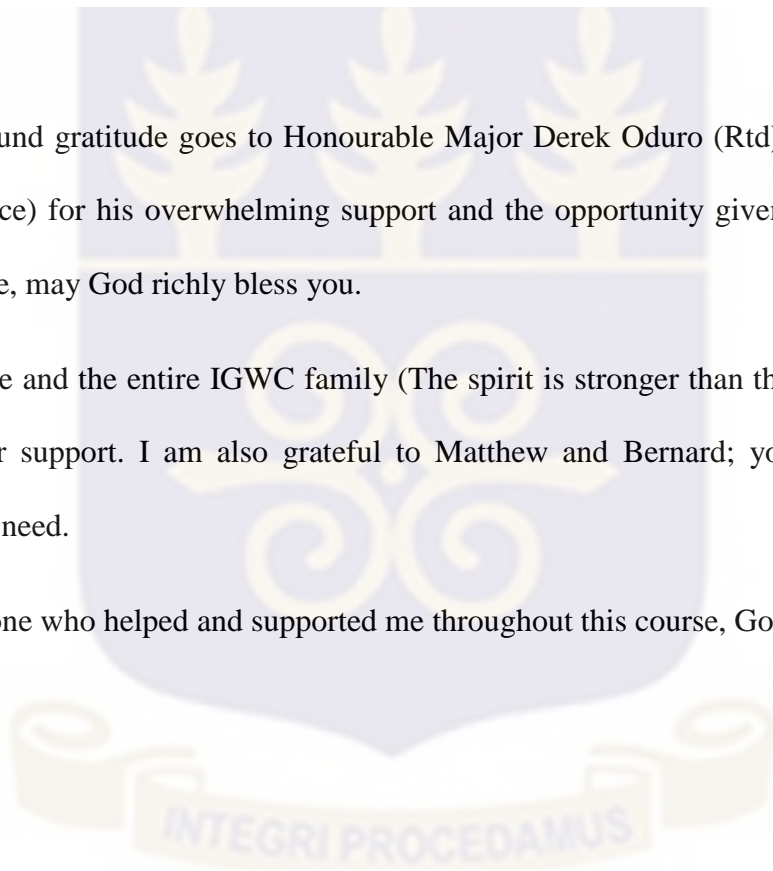 und gratitude goes to Honourable Major Derek Oduro (Rtd)
ce) for his overwhelming support and the opportunity given
e, may God richly bless you.
e and the entire IGWC family (The spirit is stronger than th
r support. I am also grateful to Matthew and Bernard; yo
need.
one who helped and supported me throughout this course, Go
INTEGRI PROCEDAMUS